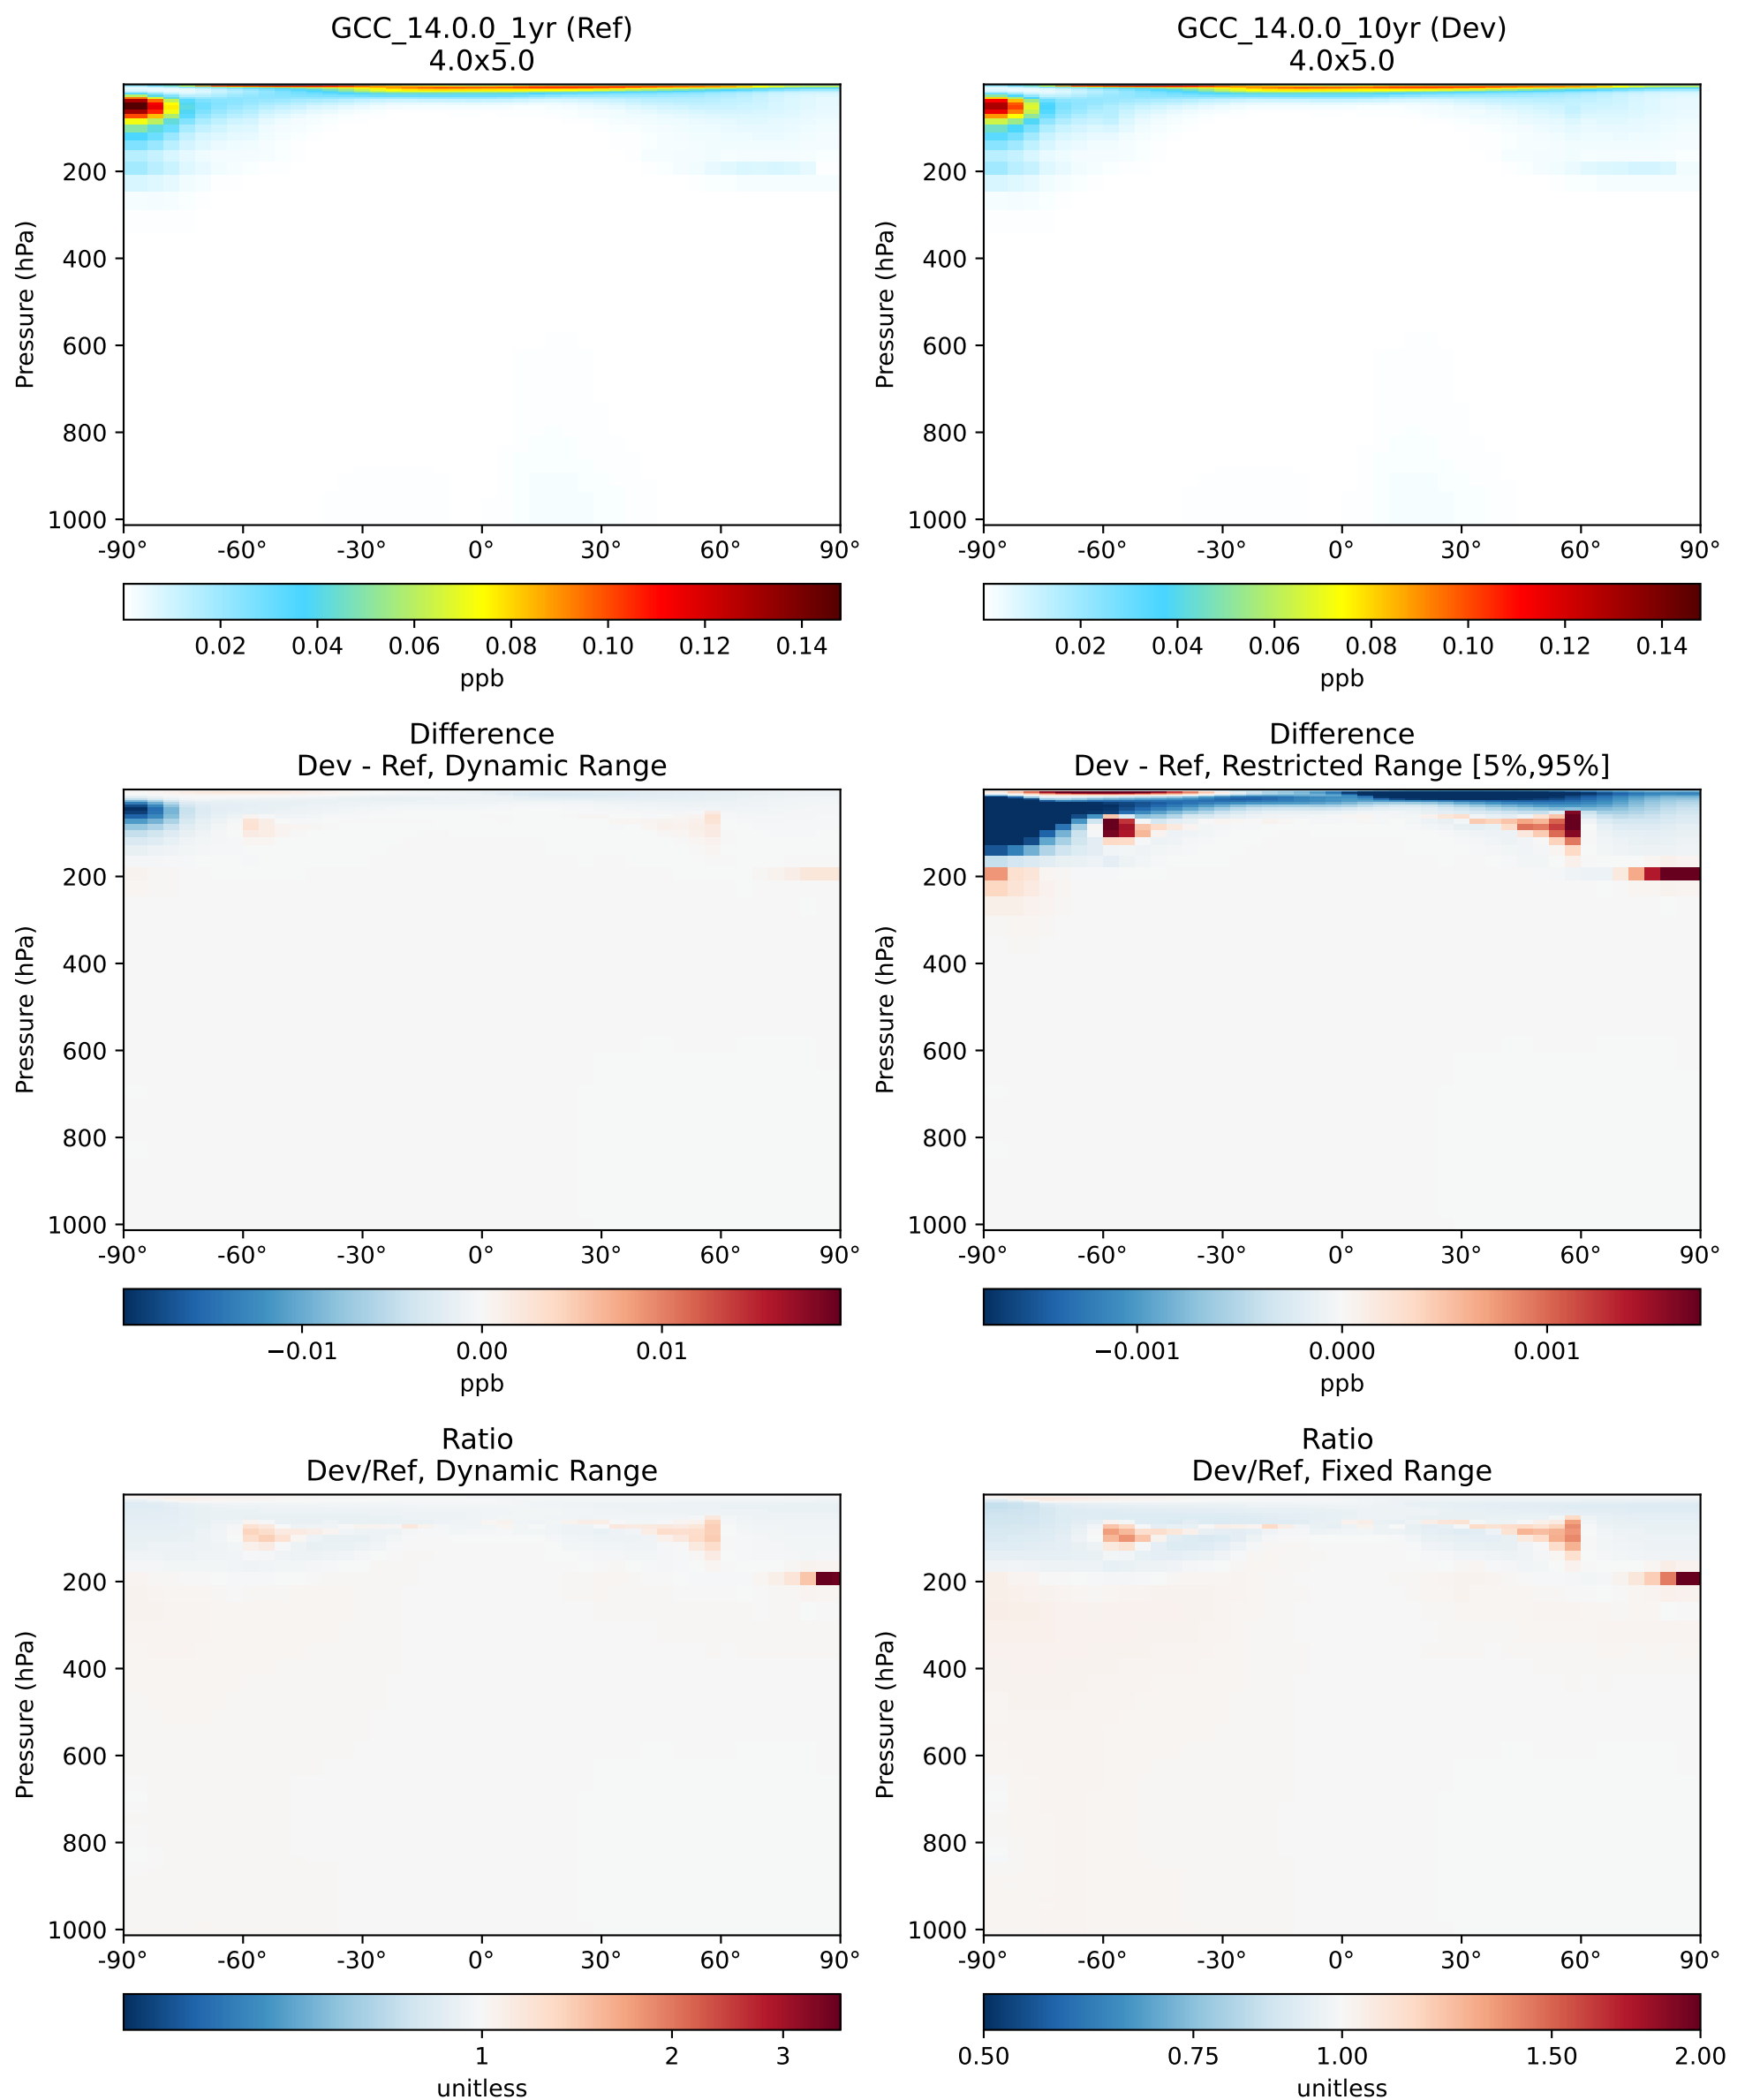 GCC_14.0.0_1yr (Ref)
4.0x5.0
GCC_14.0.0_10yr (Dev)
4.0x5.0
Pressure (hPa)
200
400
600
800
1000
-90° -60° -30° 0° 30° 60° 90°
0.02 0.04 0.06 0.08 0.10 0.12 0.14
ppb
Pressure (hPa)
200
400
600
800
1000
-90° -60° -30° 0° 30° 60° 90°
0.02 0.04 0.06 0.08 0.10 0.12 0.14
ppb
Difference
Dev - Ref, Dynamic Range
Pressure (hPa)
200
400
600
800
1000
-90° -60° -30° 0° 30° 60° 90°
−0.01 0.00 0.01
ppb
Difference
Dev - Ref, Restricted Range [5%,95%]
Pressure (hPa)
200
400
600
800
1000
-90° -60° -30° 0° 30° 60° 90°
−0.001 0.000 0.001
ppb
Ratio
Dev/Ref, Dynamic Range
Pressure (hPa)
200
400
600
800
1000
-90° -60° -30° 0° 30° 60° 90°
1 2 3
unitless
Ratio
Dev/Ref, Fixed Range
Pressure (hPa)
200
400
600
800
1000
-90° -60° -30° 0° 30° 60° 90°
0.50 0.75 1.00 1.50 2.00
unitless